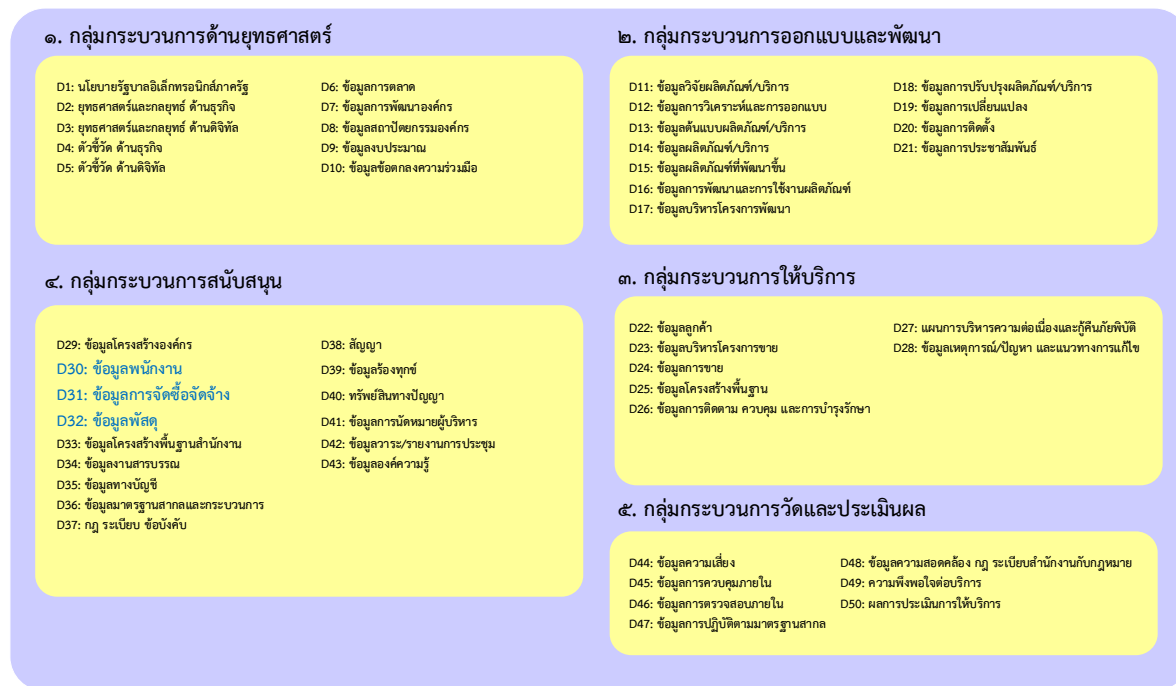 ๑. กลุ่มกระบวนการด้านยุทธศาสตร์
D1: นโยบายรัฐบาลอิเล็กทรอนิกส์ภาครัฐ
D2: ยุทธศาสตร์และกลยุทธ์ ด้านธุรกิจ
D3: ยุทธศาสตร์และกลยุทธ์ ด้านดิจิทัล
D4: ตัวชี้วัด ด้านธุรกิจ
D5: ตัวชี้วัด ด้านดิจิทัล
D6: ข้อมูลการตลาด
D7: ข้อมูลการพัฒนาองค์กร
D8: ข้อมูลสถาปัตยกรรมองค์กร
D9: ข้อมูลงบประมาณ
D10: ข้อมูลข้อตกลงความร่วมมือ
๒. กลุ่มกระบวนการออกแบบและพัฒนา
D11: ข้อมูลวิจัยผลิตภัณฑ์/บริการ
D12: ข้อมูลการวิเคราะห์และการออกแบบ
D13: ข้อมูลต้นแบบผลิตภัณฑ์/บริการ
D14: ข้อมูลผลิตภัณฑ์/บริการ
D15: ข้อมูลผลิตภัณฑ์ที่พัฒนาขึ้น
D16: ข้อมูลการพัฒนาและการใช้งานผลิตภัณฑ์
D17: ข้อมูลบริหารโครงการพัฒนา
D18: ข้อมูลการปรับปรุงผลิตภัณฑ์/บริการ
D19: ข้อมูลการเปลี่ยนแปลง
D20: ข้อมูลการติดตั้ง
D21: ข้อมูลการประชาสัมพันธ์
๔. กลุ่มกระบวนการสนับสนุน
D29: ข้อมูลโครงสร้างองค์กร
D30: ข้อมูลพนักงาน
D31: ข้อมูลการจัดซื้อจัดจ้าง
D32: ข้อมูลพัสดุ
D33: ข้อมูลโครงสร้างพื้นฐานสำนักงาน
D34: ข้อมูลงานสารบรรณ
D35: ข้อมูลทางบัญชี
D36: ข้อมูลมาตรฐานสากลและกระบวนการ
D37: กฎ ระเบียบ ข้อบังคับ
D38: สัญญา
D39: ข้อมูลร้องทุกข์
D40: ทรัพย์สินทางปัญญา
D41: ข้อมูลการนัดหมายผู้บริหาร
D42: ข้อมูลวาระ/รายงานการประชุม
D43: ข้อมูลองค์ความรู้
๓. กลุ่มกระบวนการให้บริการ
D22: ข้อมูลลูกค้า
D23: ข้อมูลบริหารโครงการขาย
D24: ข้อมูลการขาย
D25: ข้อมูลโครงสร้างพื้นฐาน
D26: ข้อมูลการติดตาม ควบคุม และการบำรุงรักษา
D27: แผนการบริหารความต่อเนื่องและกู้คืนภัยพิบัติ
D28: ข้อมูลเหตุการณ์/ปัญหา และแนวทางการแก้ไข
๕. กลุ่มกระบวนการวัดและประเมินผล
D44: ข้อมูลความเสี่ยง
D45: ข้อมูลการควบคุมภายใน
D46: ข้อมูลการตรวจสอบภายใน
D47: ข้อมูลการปฏิบัติตามมาตรฐานสากล
D48: ข้อมูลความสอดคล้อง กฎ ระเบียบสำนักงานกับกฎหมาย
D49: ความพึงพอใจต่อบริการ
D50: ผลการประเมินการให้บริการ